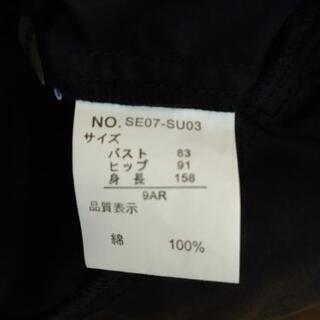 NO. SE07-SU03
サイズ
バスト 83
ヒップ 91
身長 158
9AR
品質表示
綿 100%